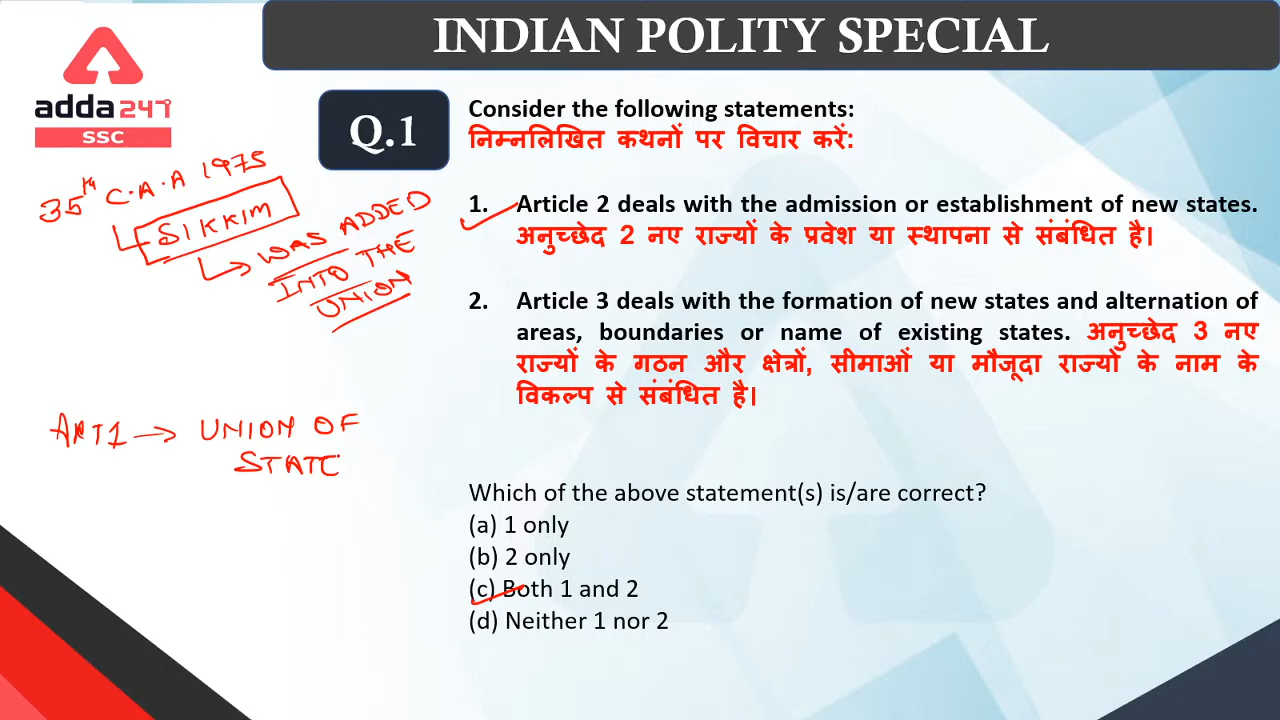 INDIAN POLITY SPECIAL
adda247
SSC
Q.1
Consider the following statements:
निम्नलिखित कथनों पर विचार करें:
35th C.A.A 1975
SIKKIM
WAS ADDED
INTO THE
UNION
1. Article 2 deals with the admission or establishment of new states.
अनुच्छेद 2 नए राज्यों के प्रवेश या स्थापना से संबंधित है।
2. Article 3 deals with the formation of new states and alternation of
areas, boundaries or name of existing states. अनुच्छेद 3 नए
राज्यों के गठन और क्षेत्रों, सीमाओं या मौजूदा राज्यों के नाम के
विकल्प से संबंधित है।
ART1 → UNION OF
STATE
Which of the above statement(s) is/are correct?
(a) 1 only
(b) 2 only
(c) Both 1 and 2
(d) Neither 1 nor 2